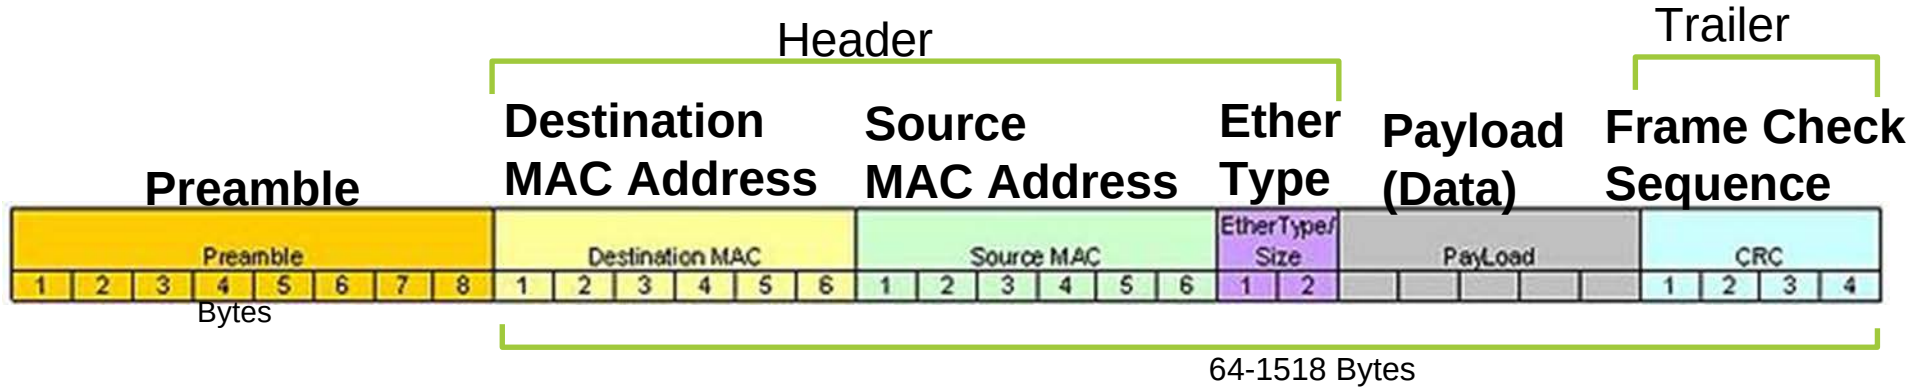 Header
Trailer
Preamble
Destination
MAC Address
Source
MAC Address
Ether
Type
Payload
(Data)
Frame Check
Sequence
Preamble
Destination MAC
Source MAC
EtherType/
Size
PayLoad
CRC
1 2 3 4 5 6 7 8 1 2 3 4 5 6 1 2 3 4 5 6 1 2 1 2 3 4
Bytes
64-1518 Bytes